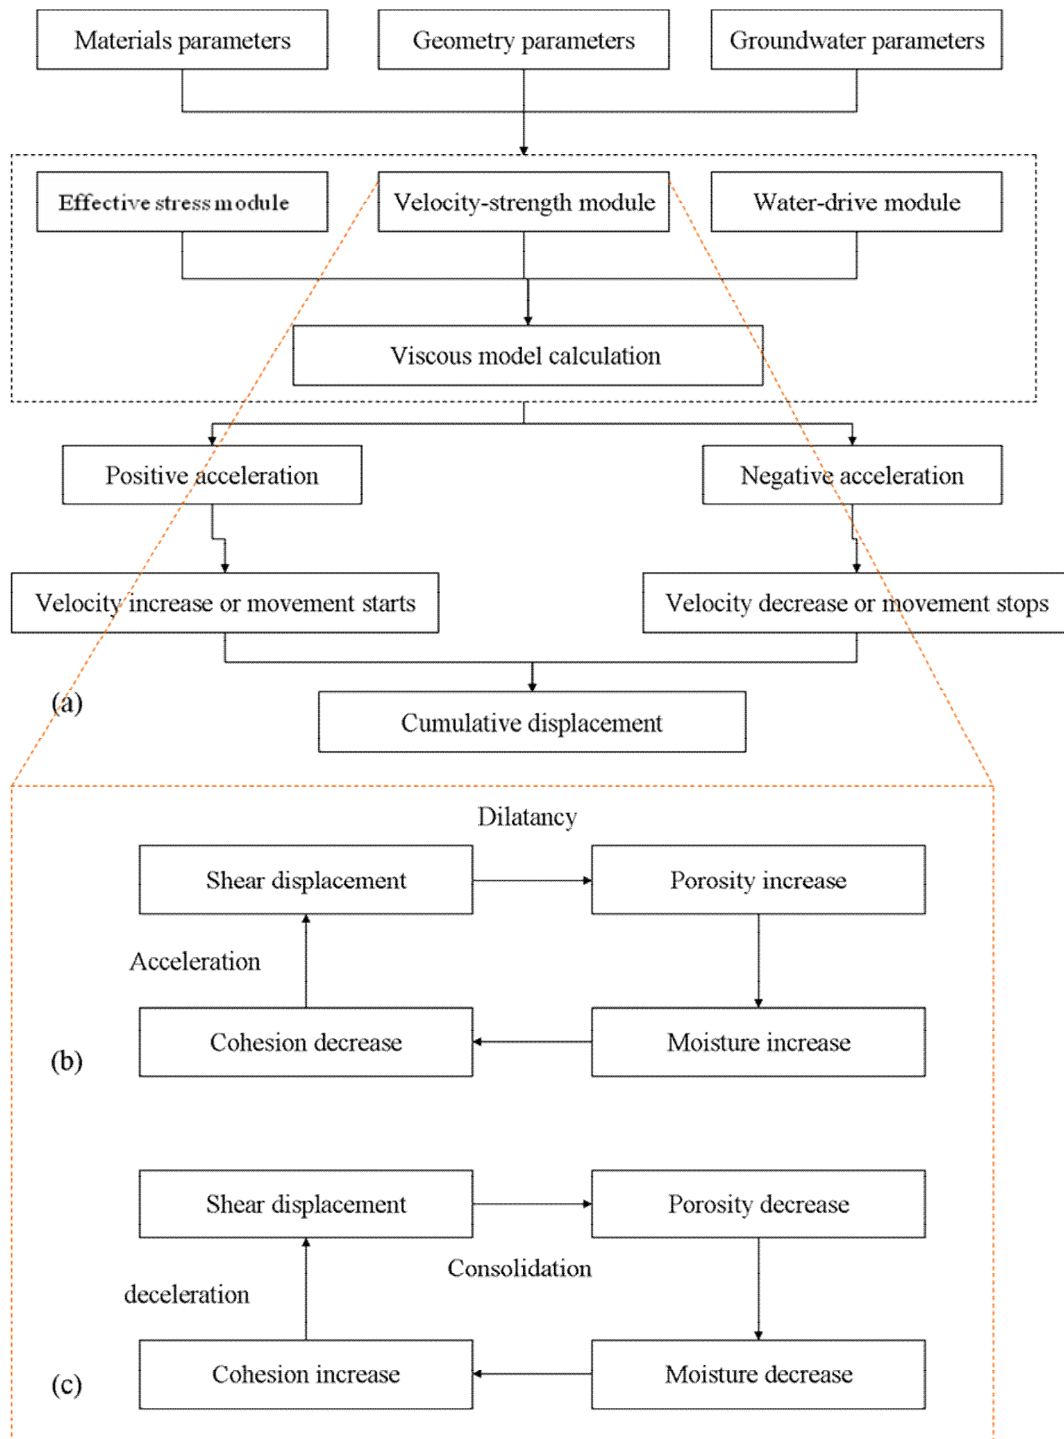 Materials parameters
Geometry parameters
Groundwater parameters
Effective stress module
Velocity-strength module
Water-drive module
Viscous model calculation
Positive acceleration
Negative acceleration
Velocity increase or movement starts
Velocity decrease or movement stops
(a)
Cumulative displacement
Dilatancy
Shear displacement
Porosity increase
Acceleration
Cohesion decrease
Moisture increase
(b)
Shear displacement
Porosity decrease
Consolidation
deceleration
Cohesion increase
Moisture decrease
(c)